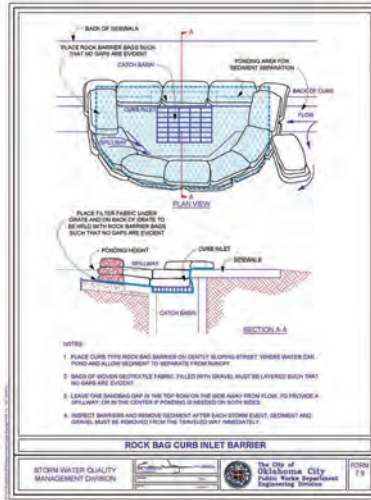 BACK OF SIDEWALK
A
PLACE ROCK BARRIER BAGS SUCH
THAT NO GAPS ARE EVIDENT
CATCH BASIN
PONDING AREA FOR
SEDIMENT SEPARATION
CURB INLET
BACK OF CURB
FLOW
SPILLWAY
A
PLAN VIEW
PLACE FILTER FABRIC UNDER
GRATE AND ON BACK OF GRATE TO
BE HELD WITH ROCK BARRIER BAGS
SUCH THAT NO GAPS ARE EVIDENT
PONDING HEIGHT
SPILLWAY
CURB INLET
SIDEWALK
CATCH BASIN
SECTION A-A
NOTES:
1. PLACE CURB TYPE ROCK BAG BARRIER ON GENTLY SLOPING STREET, WHERE WATER CAN
POND AND ALLOW SEDIMENT TO SEPARATE FROM RUNOFF.
2. BAGS OF WOVEN GEOTEXTILE FABRIC, FILLED WITH GRAVEL MUST BE LAYERED SUCH THAT
NO GAPS ARE EVIDENT.
3. LEAVE ONE SANDBAG GAP IN THE TOP ROW ON THE SIDE AWAY FROM FLOW, TO PROVIDE A
SPILLWAY, OR IN THE CENTER IF PONDING IS NEEDED ON BOTH SIDES.
4. INSPECT BARRIERS AND REMOVE SEDIMENT AFTER EACH STORM EVENT, SEDIMENT AND
GRAVEL MUST BE REMOVED FROM THE TRAVELED WAY IMMEDIATELY.
ROCK BAG CURB INLET BARRIER
STORM WATER QUALITY
MANAGEMENT DIVISION
The City of
Oklahoma City
Public Works Department
Engineering Division
FORM